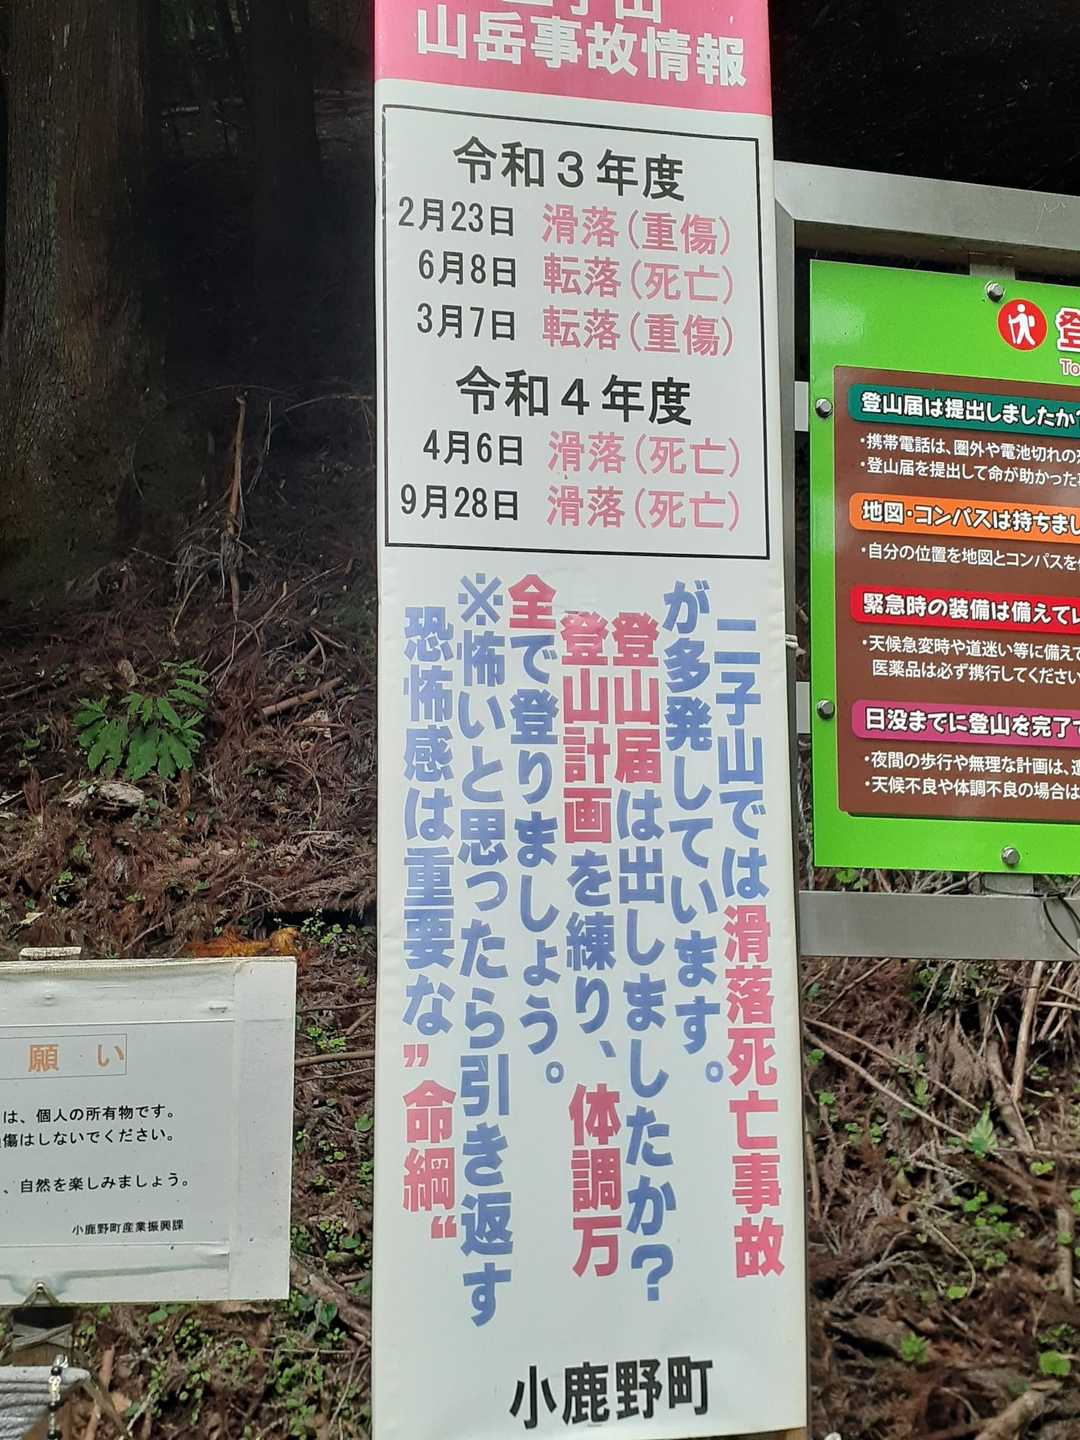 二子山
山岳事故情報
令和３年度
2月23日 滑落(重傷)
6月8日 転落(死亡)
3月7日 転落(重傷)
令和４年度
4月6日 滑落(死亡)
9月28日 滑落(死亡)
二子山では滑落死亡事故
が多発しています。
登山届は出しましたか?
登山計画を練り、体調万
全で登りましょう。
※怖いと思ったら引き返す
恐怖感は重要な”命綱“
小鹿野町
登
To
登山届は提出しましたか?
・携帯電話は、圏外や電池切れの
・登山届を提出して命が助かった
地図・コンパスは持ちまし
・自分の位置を地図とコンパスを
緊急時の装備は備えてい
・天候急変時や道迷い等に備えて
医薬品は必ず携行してください
日没までに登山を完了
・夜間の歩行や無理な計画は、
・天候不良や体調不良の場合は
願い
は、個人の所有物です。
傷はしないでください。
、自然を楽しみましょう。
小鹿野町産業振興課